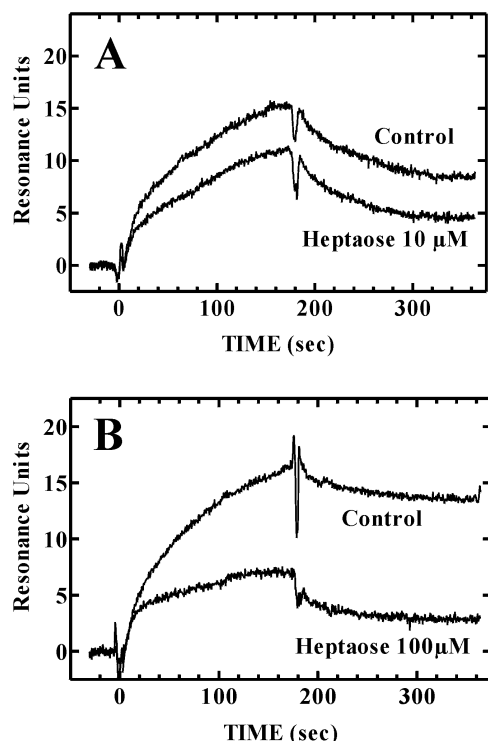 A
Resonance Units
20
15
10
5
0
Control
Heptaose 10 μM
0 100 200 300
TIME (sec)
B
Resonance Units
20
15
10
5
0
Control
Heptaose 100μM
0 100 200 300
TIME (sec)